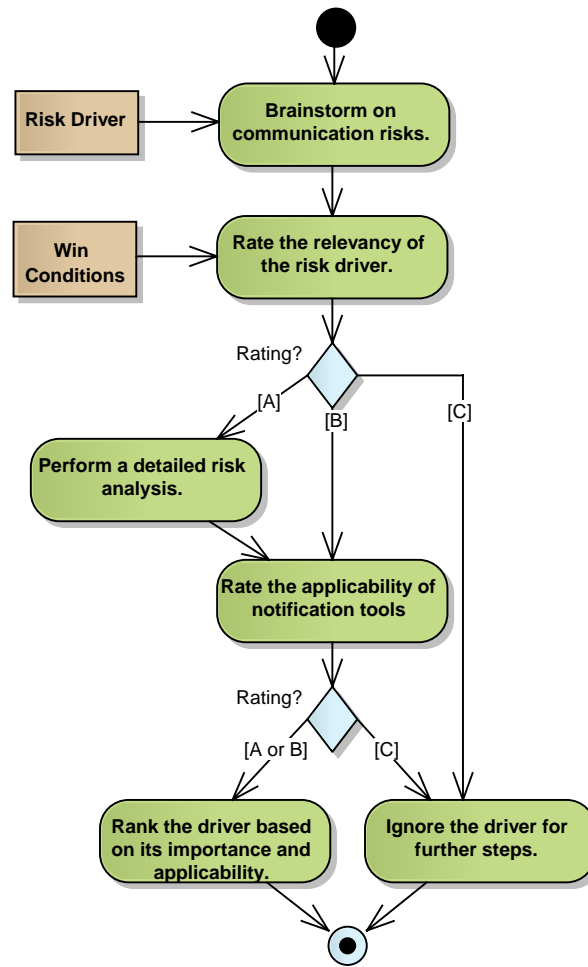 Risk Driver
Brainstorm on
communication risks.
Win
Conditions
Rate the relevancy of
the risk driver.
Rating?
[A]
[B]
[C]
Perform a detailed risk
analysis.
Rate the applicability of
notification tools
Rating?
[A or B]
[C]
Rank the driver based
on its importance and
applicability.
Ignore the driver for
further steps.